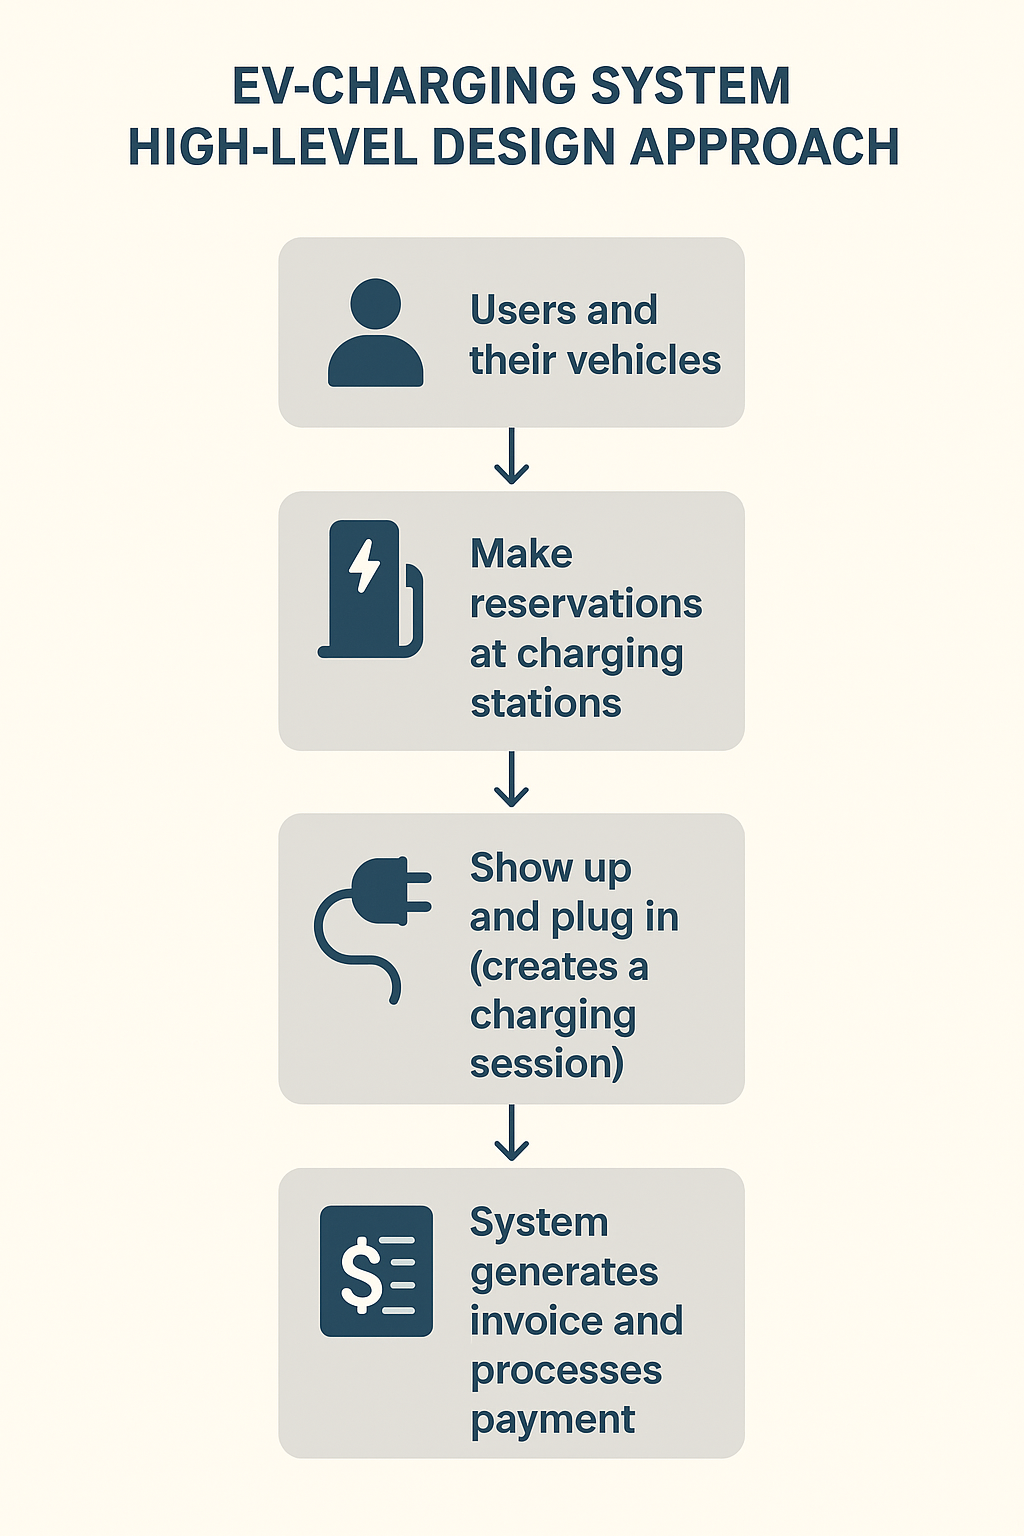 EV-CHARGING SYSTEM
HIGH-LEVEL DESIGN APPROACH
Users and
their vehicles
Make
reservations
at charging
stations
Show up
and plug in
(creates a
charging
session)
$
System
generates
invoice and
processes
payment